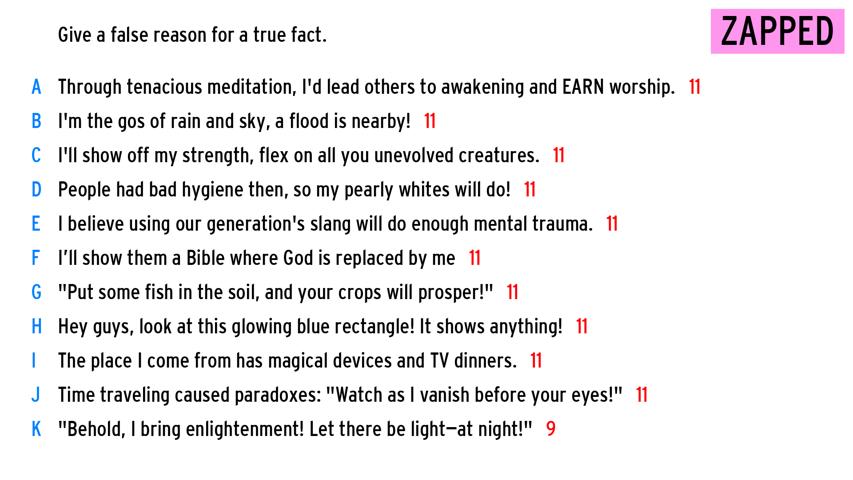 Give a false reason for a true fact.
ZAPPED
A Through tenacious meditation, I'd lead others to awakening and EARN worship. 11
B I'm the gos of rain and sky, a flood is nearby! 11
C I'll show off my strength, flex on all you unevolved creatures. 11
D People had bad hygiene then, so my pearly whites will do! 11
E I believe using our generation's slang will do enough mental trauma. 11
F I’ll show them a Bible where God is replaced by me 11
G "Put some fish in the soil, and your crops will prosper!" 11
H Hey guys, look at this glowing blue rectangle! It shows anything! 11
I The place I come from has magical devices and TV dinners. 11
J Time traveling caused paradoxes: "Watch as I vanish before your eyes!" 11
K "Behold, I bring enlightenment! Let there be light—at night!" 9